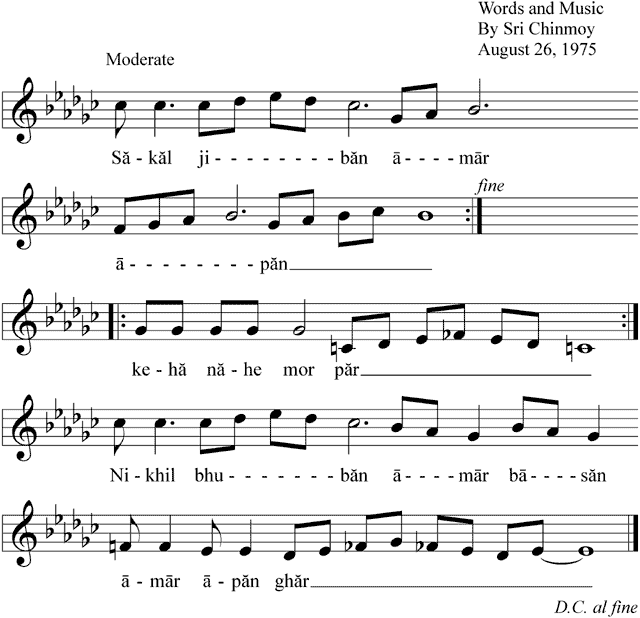 Words and Music
By Sri Chinmoy
August 26, 1975
Moderate
Să - kăl ji- - - - - - - - băn ā- - - - mār
fine
ā- - - - - - - - păn
ke - hă nă - he mor păr
Ni - khil bhu- - - - - - - băn ā- - - - mār bā- - - - săn
ā - mār ā - păn ghăr
D.C. al fine